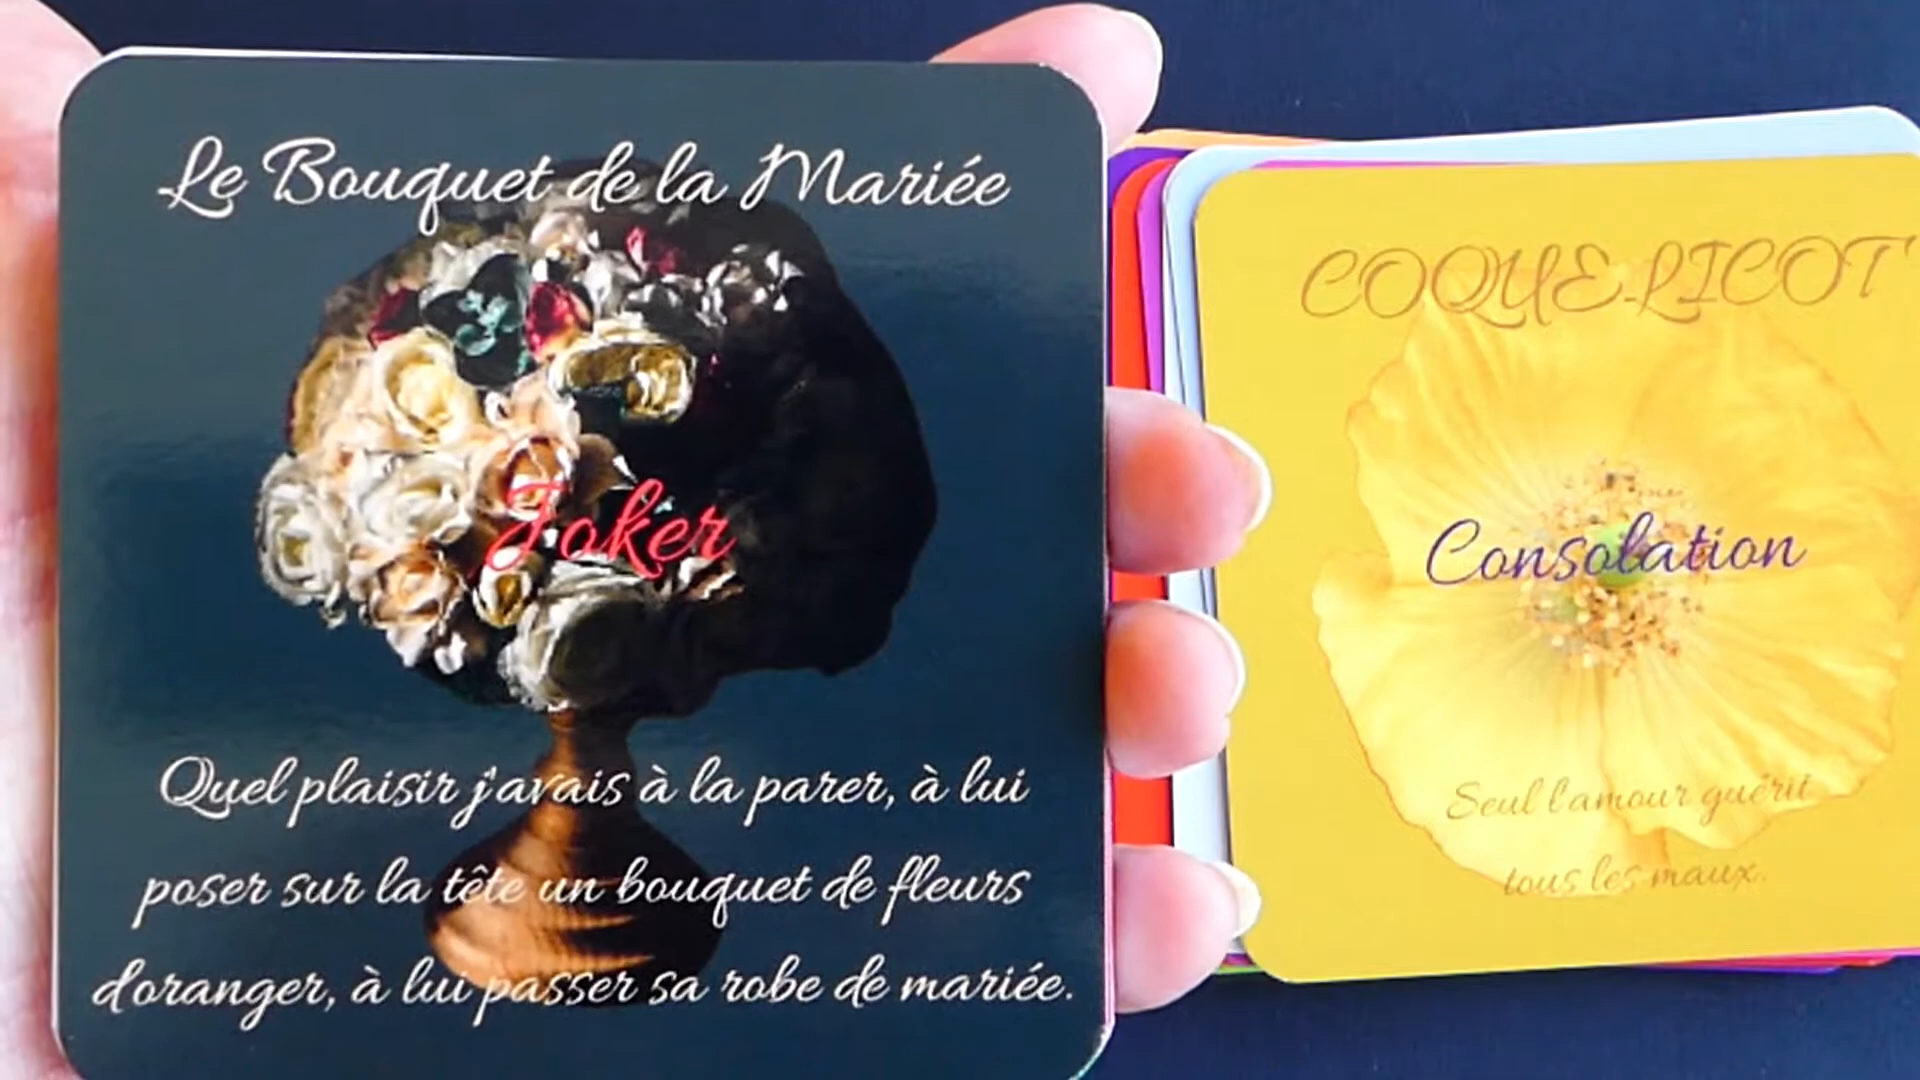 Le Bouquet de la Mariée
Joker
Quel plaisir j'avais à la parer, à lui
poser sur la tête un bouquet de fleurs
d'oranger, à lui passer sa robe de mariée.
COQUELICOT
Consolation
Seul l'amour guérit
tous les maux.